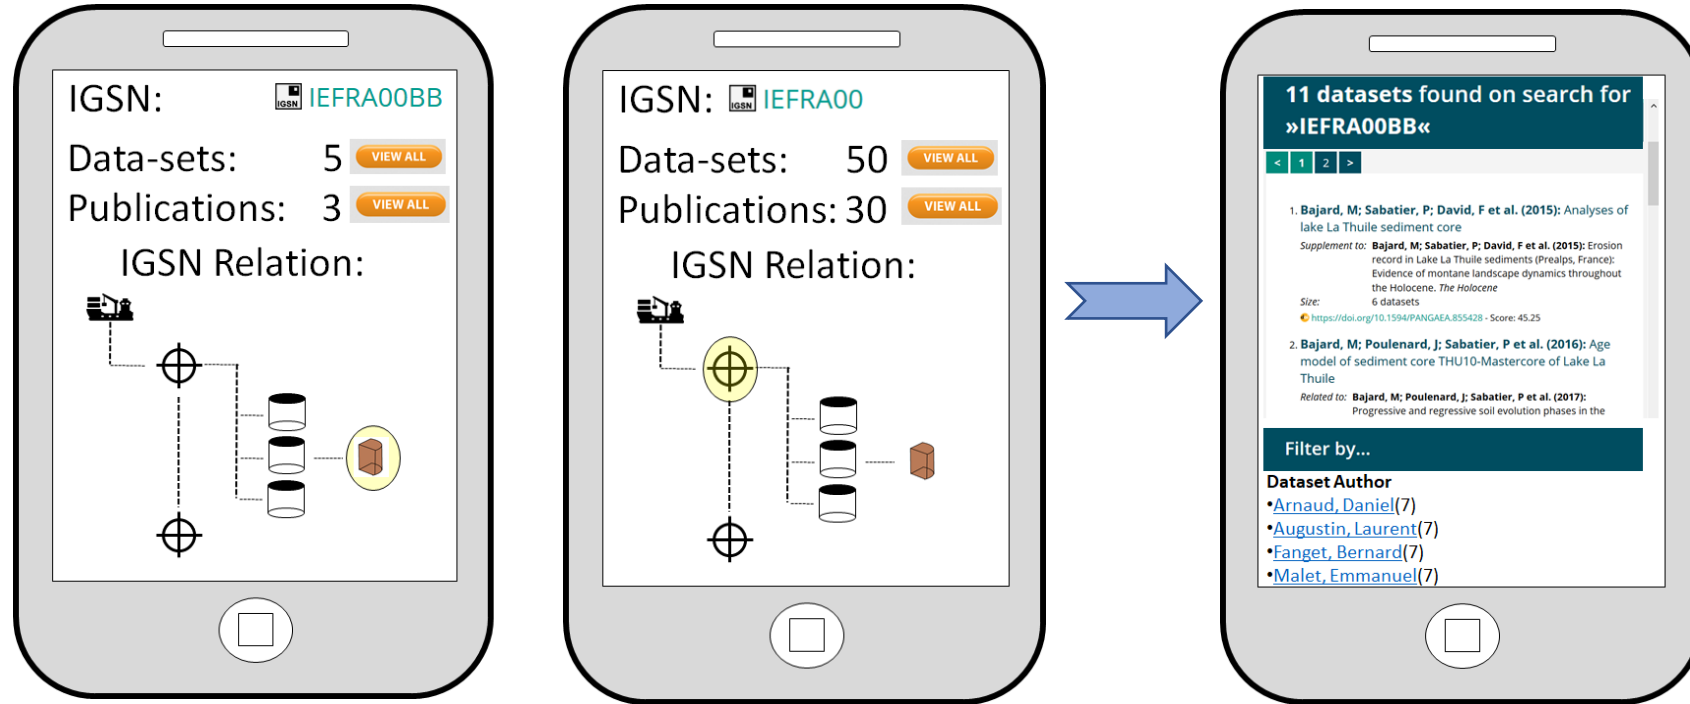 IGSN: IGSN IEFRA00BB
Data-sets: 5 VIEW ALL
Publications: 3 VIEW ALL
IGSN Relation:
IGSN: IGSN IEFRA00
Data-sets: 50 VIEW ALL
Publications: 30 VIEW ALL
IGSN Relation:
11 datasets found on search for
»IEFRA00BB«
< 1 2 >
1. Bajard, M; Sabatier, P; David, F et al. (2015): Analyses of
lake La Thuile sediment core
Supplement to: Bajard, M; Sabatier, P; David, F et al. (2015): Erosion
record in Lake La Thuile sediments (Prealps, France):
Evidence of montane landscape dynamics throughout
the Holocene. The Holocene
Size: 6 datasets
https://doi.org/10.1594/PANGAEA.855428 - Score: 45.25
2. Bajard, M; Poulenard, J; Sabatier, P et al. (2016): Age
model of sediment core THU10-Mastercore of Lake La
Thuile
Related to: Bajard, M; Poulenard, J; Sabatier, P et al. (2017):
Progressive and regressive soil evolution phases in the
Filter by...
Dataset Author
•Arnaud, Daniel(7)
•Augustin, Laurent(7)
•Fanget, Bernard(7)
•Malet, Emmanuel(7)